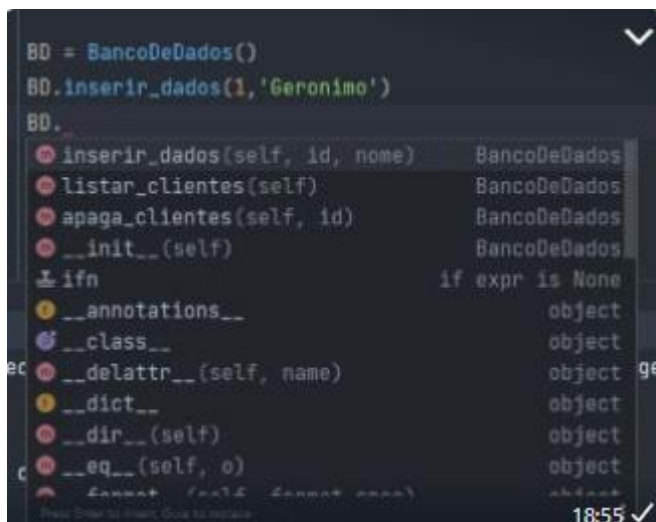 BD = BancoDeDados()
BD.inserir_dados(1,'Geronimo')
BD.
inserir_dados(self, id, nome) BancoDeDados
listar_clientes(self) BancoDeDados
apaga_clientes(self, id) BancoDeDados
__init__(self) BancoDeDados
ifn if expr is None
__annotations__ object
__class__ object
__delattr__(self, name) object
__dict__ object
__dir__(self) object
__eq__(self, o) object
18:55